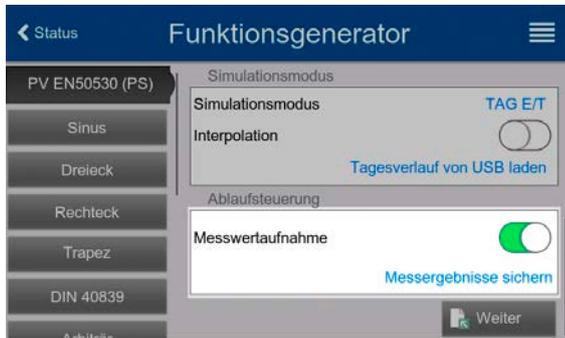 Status
Funktionsgenerator
PV EN50530 (PS)
Sinus
Dreieck
Rechteck
Trapez
DIN 40839
Simulationsmodus
Simulationsmodus TAG E/T
Interpolation
Tagesverlauf von USB laden
Ablaufsteuerung
Messwertaufnahme
Messergebnisse sichern
Weiter